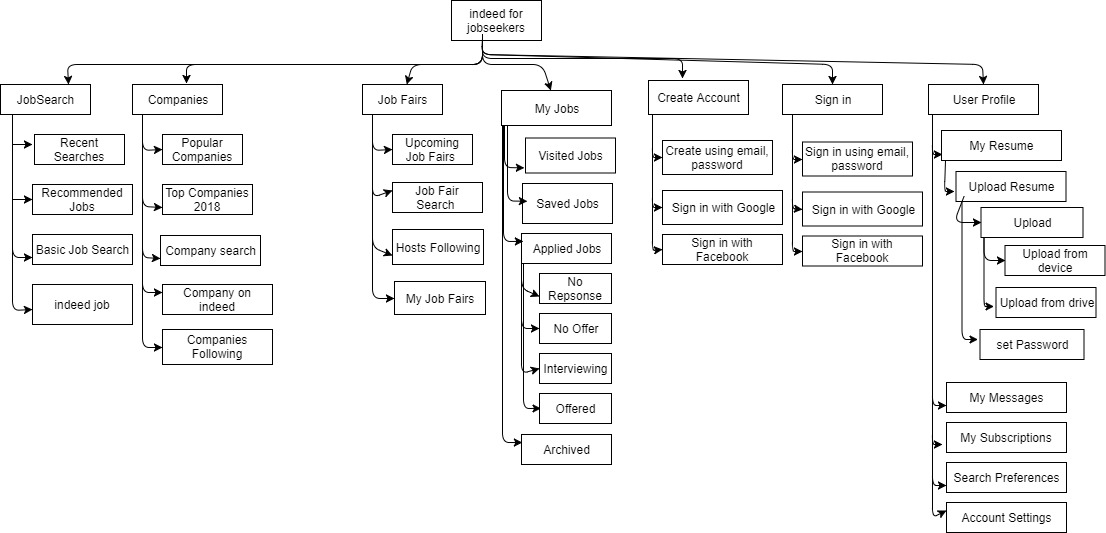 indeed for
jobseekers
JobSearch
Recent
Searches
Recommended
Jobs
Basic Job Search
indeed job
Companies
Popular
Companies
Top Companies
2018
Company search
Company on
indeed
Companies
Following
Job Fairs
Upcoming
Job Fairs
Job Fair
Search
Hosts Following
My Job Fairs
My Jobs
Visited Jobs
Saved Jobs
Applied Jobs
No
Repsonse
No Offer
Interviewing
Offered
Archived
Create Account
Create using email,
password
Sign in with Google
Sign in with
Facebook
Sign in
Sign in using email,
password
Sign in with Google
Sign in with
Facebook
User Profile
My Resume
Upload Resume
Upload
Upload from
device
Upload from drive
set Password
My Messages
My Subscriptions
Search Preferences
Account Settings